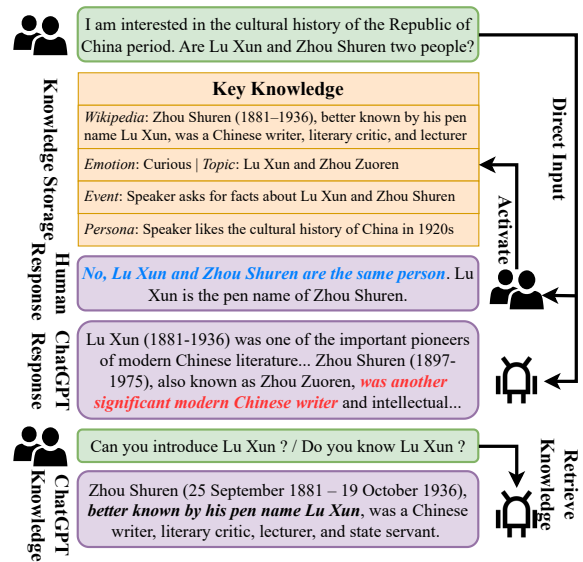 I am interested in the cultural history of the Republic of
China period. Are Lu Xun and Zhou Shuren two people?
Knowledge Storage
Key Knowledge
Wikipedia: Zhou Shuren (1881–1936), better known by his pen
name Lu Xun, was a Chinese writer, literary critic, and lecturer
Emotion: Curious | Topic: Lu Xun and Zhou Zuoren
Event: Speaker asks for facts about Lu Xun and Zhou Shuren
Persona: Speaker likes the cultural history of China in 1920s
Direct Input
Activate
Human
Response
No, Lu Xun and Zhou Shuren are the same person. Lu
Xun is the pen name of Zhou Shuren.
ChatGPT
Response
Lu Xun (1881-1936) was one of the important pioneers
of modern Chinese literature... Zhou Shuren (1897-
1975), also known as Zhou Zuoren, was another
significant modern Chinese writer and intellectual...
Can you introduce Lu Xun ? / Do you know Lu Xun ?
Retrieve
Knowledge
ChatGPT
Knowledge
Zhou Shuren (25 September 1881 – 19 October 1936),
better known by his pen name Lu Xun, was a Chinese
writer, literary critic, lecturer, and state servant.